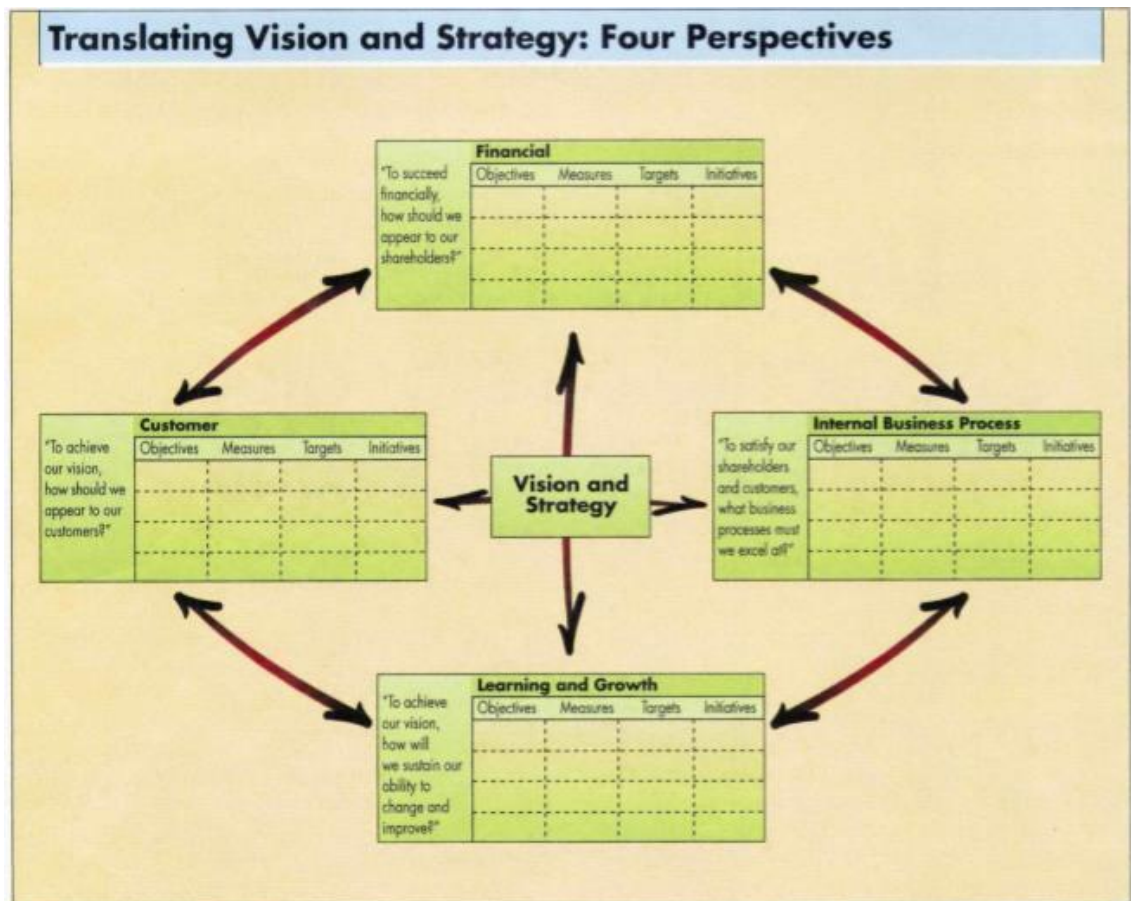 Translating Vision and Strategy: Four Perspectives
Financial
"To succeed
financially,
how should we
appear to our
shareholders?"
Objectives Measures Targets Initiatives
Customer
"To achieve
our vision,
how should we
appear to our
customers?"
Objectives Measures Targets Initiatives
Vision and
Strategy
Internal Business Process
"To satisfy our
shareholders
and customers,
what business
processes must
we excel at?"
Objectives Measures Targets Initiatives
Learning and Growth
"To achieve
our vision,
how will
we sustain our
ability to
change and
improve?"
Objectives Measures Targets Initiatives